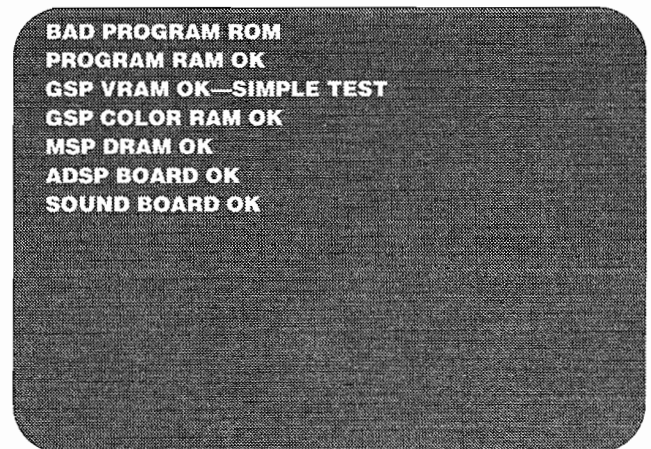 BAD PROGRAM ROM
PROGRAM RAM OK
GSP VRAM OK—SIMPLE TEST
GSP COLOR RAM OK
MSP DRAM OK
ADSP BOARD OK
SOUND BOARD OK